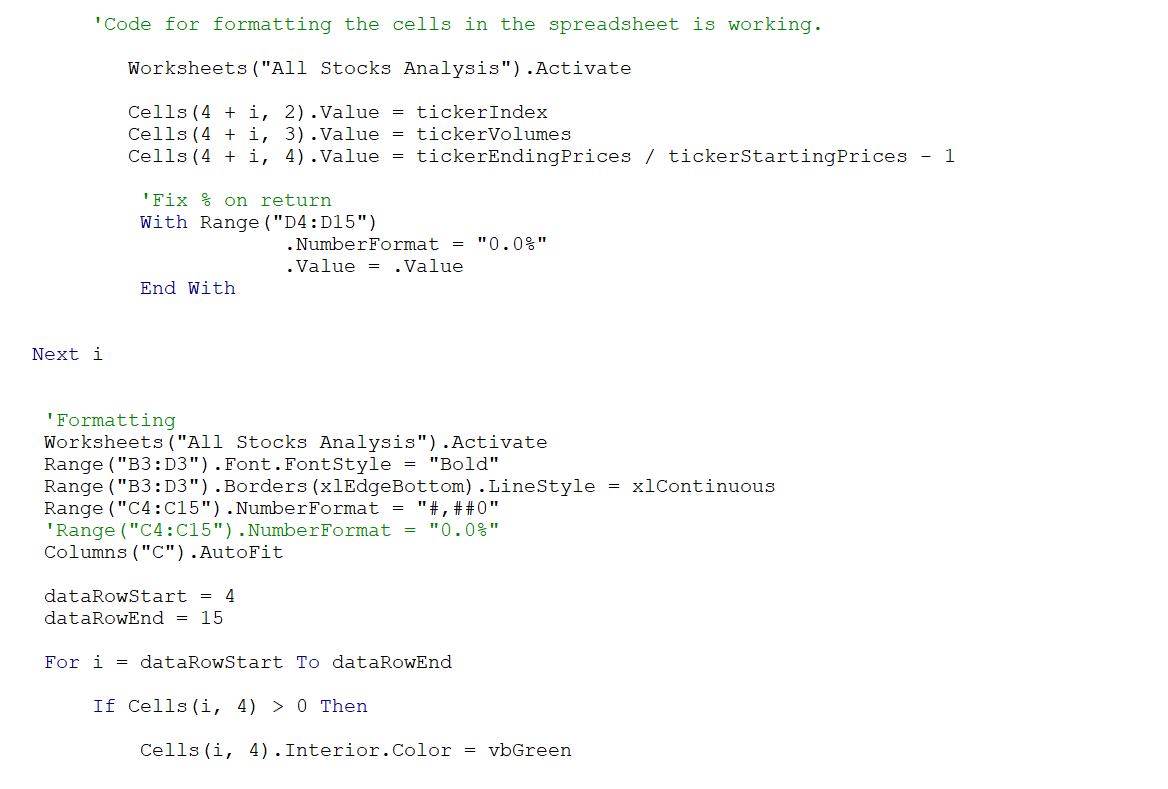 'Code for formatting the cells in the spreadsheet is working.
Worksheets("All Stocks Analysis").Activate
Cells(4 + i, 2).Value = tickerIndex
Cells(4 + i, 3).Value = tickerVolumes
Cells(4 + i, 4).Value = tickerEndingPrices / tickerStartingPrices - 1
'Fix % on return
With Range("D4:D15")
.NumberFormat = "0.0%"
.Value = .Value
End With
Next i
'Formatting
Worksheets("All Stocks Analysis").Activate
Range("B3:D3").Font.FontStyle = "Bold"
Range("B3:D3").Borders(xlEdgeBottom).LineStyle = xlContinuous
Range("C4:C15").NumberFormat = "#,##0"
'Range("C4:C15").NumberFormat = "0.0%"
Columns("C").AutoFit
dataRowStart = 4
dataRowEnd = 15
For i = dataRowStart To dataRowEnd
If Cells(i, 4) > 0 Then
Cells(i, 4).Interior.Color = vbGreen